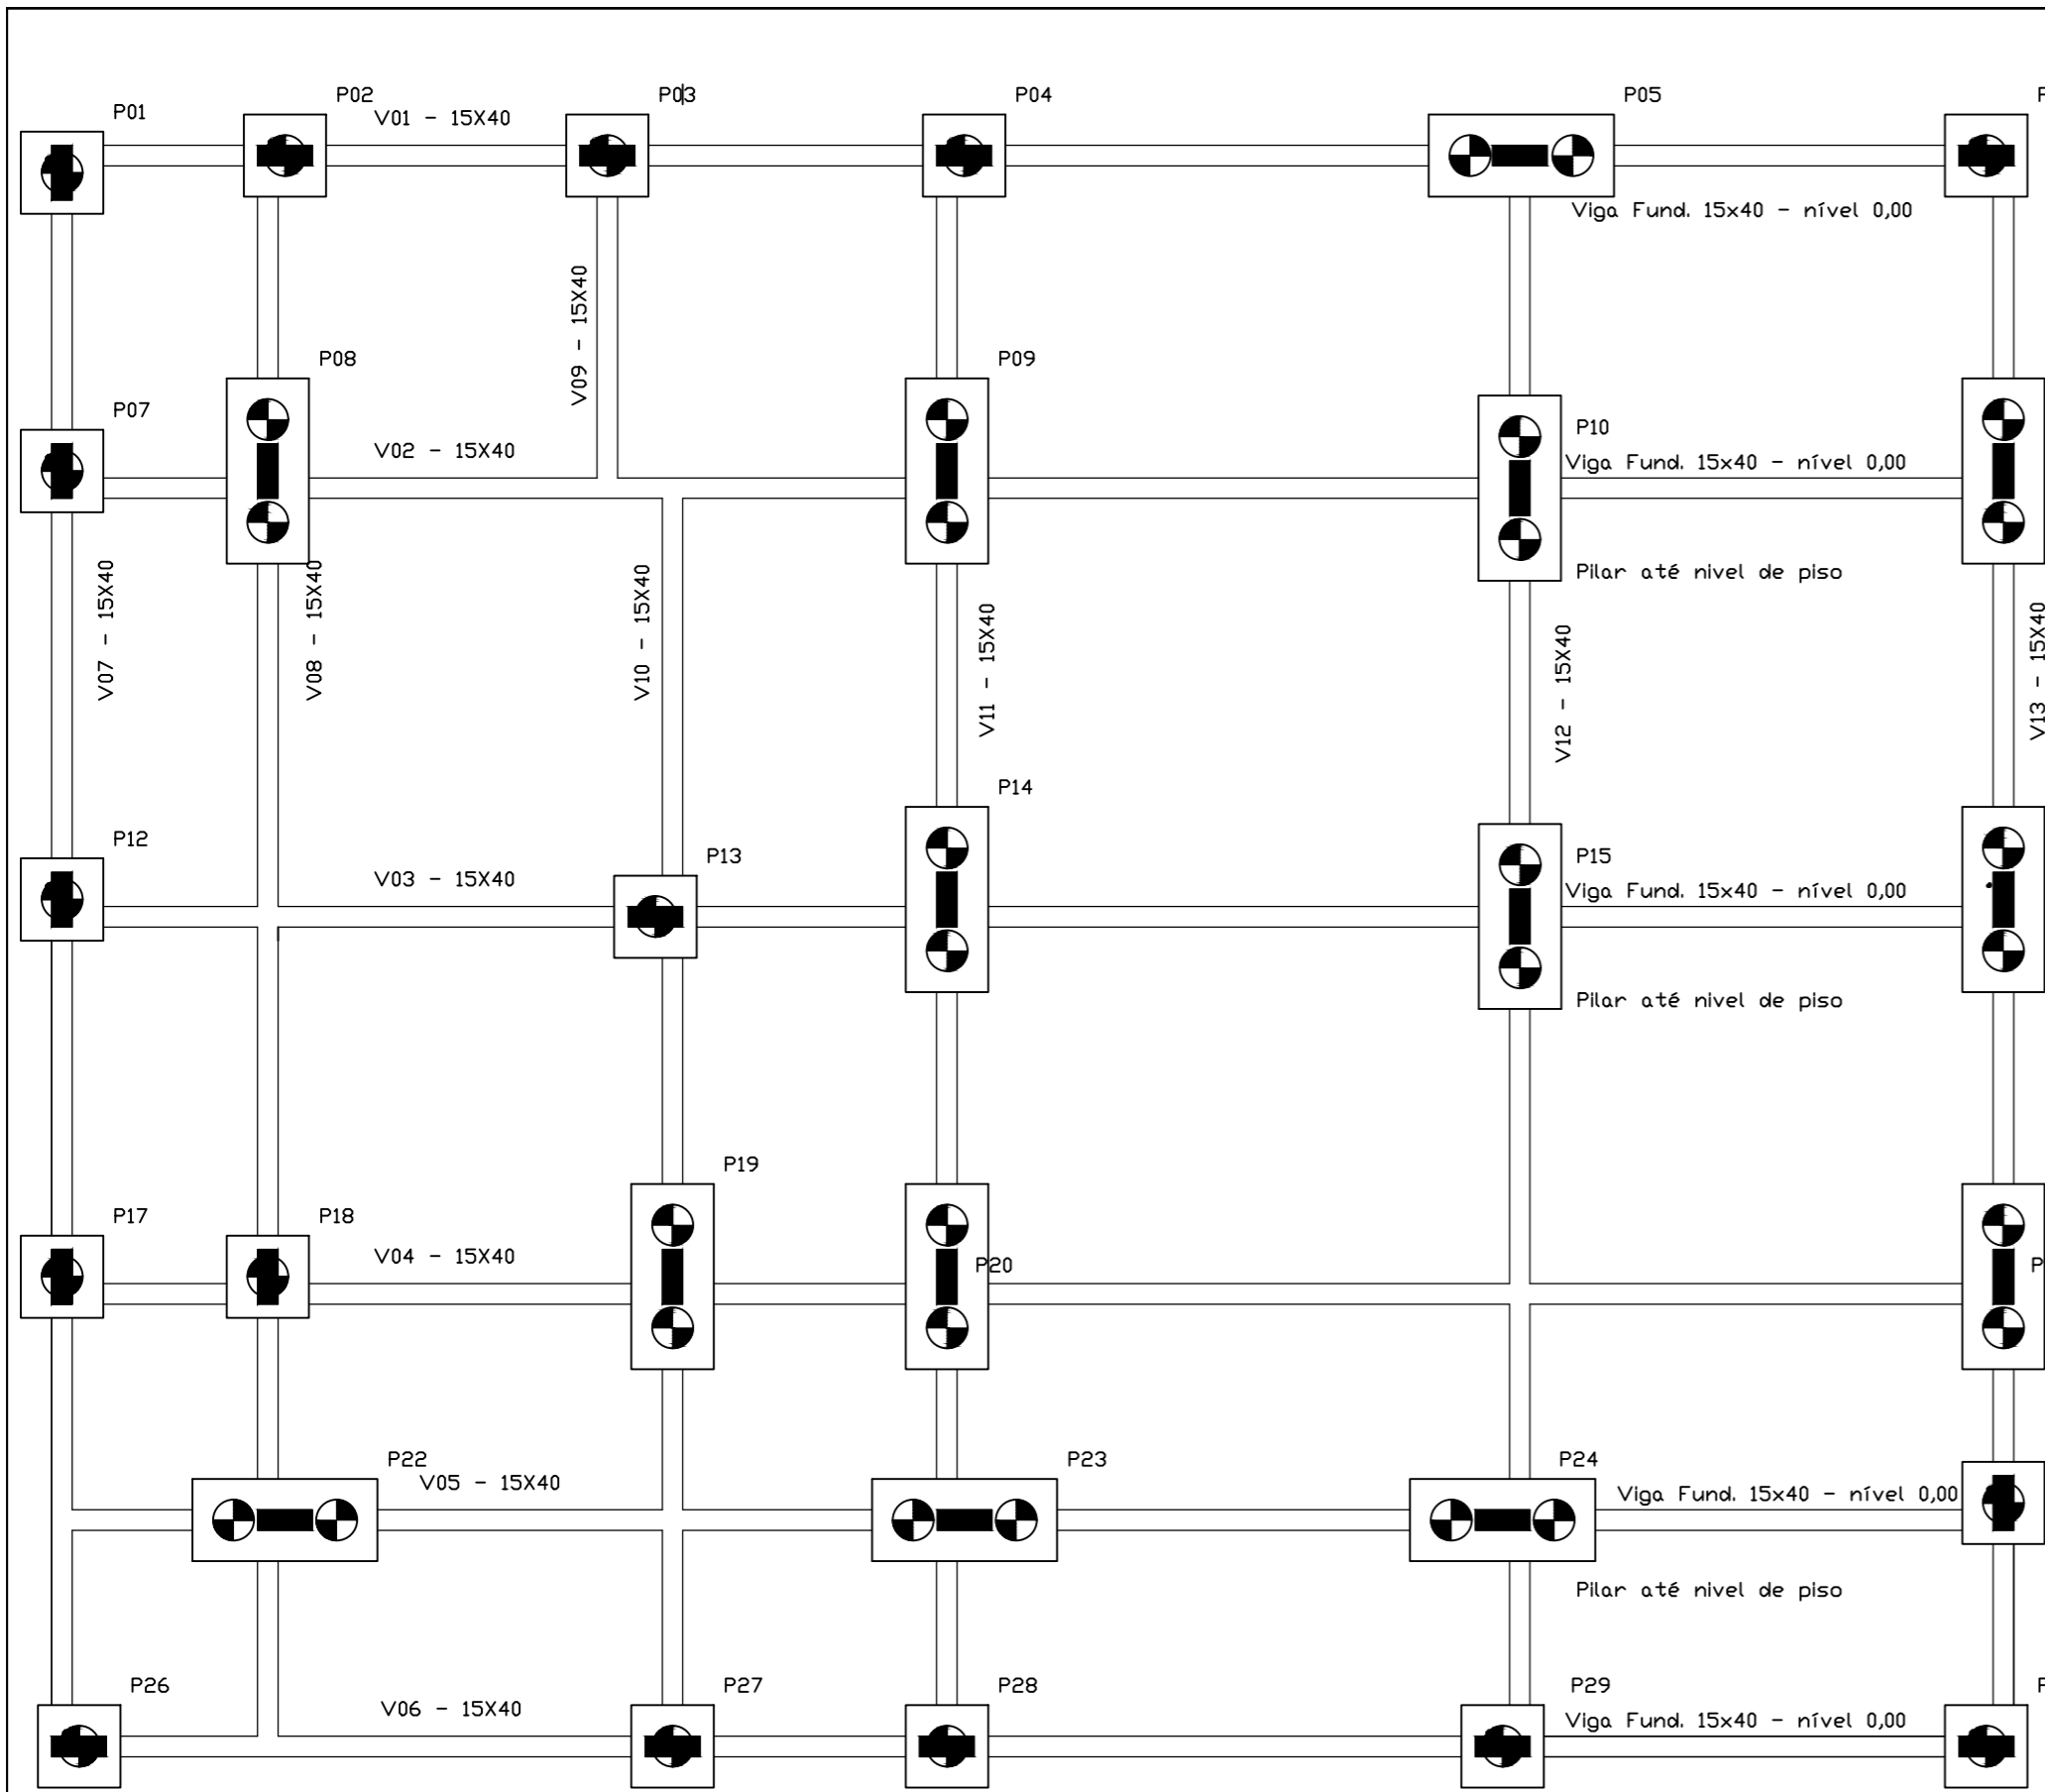 P01
P02
V01 - 15X40
P03
P04
P05
P
Viga Fund. 15x40 - nível 0,00
V09 - 15X40
P08
P09
P07
P10
V02 - 15X40
Viga Fund. 15x40 - nível 0,00
Pilar até nivel de piso
V07 - 15X40
V08 - 15X40
V10 - 15X40
V11 - 15X40
V12 - 15X40
V13 - 15X40
P14
P12
P13
P15
V03 - 15X40
Viga Fund. 15x40 - nível 0,00
Pilar até nivel de piso
P19
P17
P18
V04 - 15X40
P20
P
P22
V05 - 15X40
P23
P24
Viga Fund. 15x40 - nível 0,00
Pilar até nivel de piso
P26
P27
P28
P29
P
V06 - 15X40
Viga Fund. 15x40 - nível 0,00